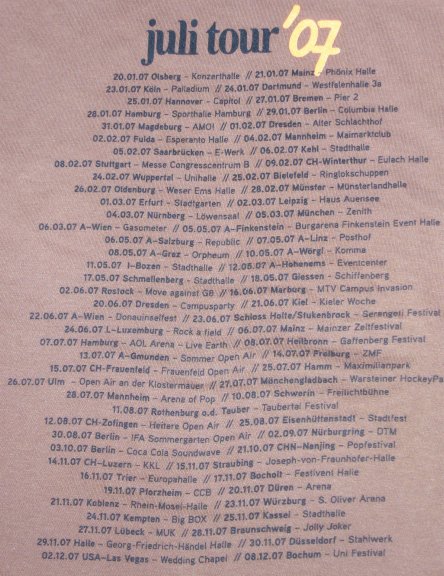 juli tour '07
20.01.07 Olsberg - Konzerthalle // 21.01.07 Mainz - Phönix Halle
23.01.07 Köln - Palladium // 24.01.07 Dortmund - Westfalenhalle 3a
25.01.07 Hannover - Capitol // 27.01.07 Bremen - Pier 2
28.01.07 Hamburg - Sporthalle Hamburg // 29.01.07 Berlin - Columbia Halle
31.01.07 Magdeburg - AMO! // 01.02.07 Dresden - Alter Schlachthof
02.02.07 Fulda - Esperanto Halle // 04.02.07 Mannheim - Maimarktclub
05.02.07 Saarbrücken - E-Werk // 06.02.07 Kehl - Stadthalle
08.02.07 Stuttgart - Messe Congresscentrum B // 09.02.07 CH-Winterthur - Eulach Halle
24.02.07 Wuppertal - Unihalle // 25.02.07 Bielefeld - Ringlokschuppen
26.02.07 Oldenburg - Weser Ems Halle // 28.02.07 Münster - Münsterlandhalle
01.03.07 Erfurt - Stadtgarten // 02.03.07 Leipzig - Haus Auensee
04.03.07 Nürnberg - Löwensaal // 05.03.07 München - Zenith
06.03.07 A-Wien - Gasometer // 05.05.07 A-Finkenstein - Burgarena Finkenstein Event Halle
06.05.07 A-Salzburg - Republic // 07.05.07 A-Linz - Posthof
08.05.07 A-Graz - Orpheum // 10.05.07 A-Wörgl - Komma
11.05.07 I-Bozen - Stadthalle // 12.05.07 A-Hohenems - Eventcenter
17.05.07 Schmallenberg - Stadthalle // 18.05.07 Giessen - Schiffenberg
02.06.07 Rostock - Move against G8 // 16.06.07 Marburg - MTV Campus Invasion
20.06.07 Dresden - Campusparty // 21.06.07 Kiel - Kieler Woche
22.06.07 A-Wien - Donauinselfest // 23.06.07 Schloss Holte/Stukenbrock - Serengeti Festival
24.06.07 L-Luxemburg - Rock a field // 06.07.07 Mainz - Mainzer Zeltfestival
07.07.07 Hamburg - AOL Arena - Live Earth // 08.07.07 Heilbronn - Gaffenberg Festival
13.07.07 A-Gmunden - Sommer Open Air // 14.07.07 Freiburg - ZMF
15.07.07 CH-Frauenfeld - Frauenfeld Open Air // 25.07.07 Hamm - Maximilianpark
26.07.07 Ulm - Open Air an der Klostermauer // 27.07.07 Mönchengladbach - Warsteiner HockeyPa
28.07.07 Mannheim - Arena of Pop // 10.08.07 Schwerin - Freilichtbühne
11.08.07 Rothenburg o.d. Tauber - Taubertal Festival
12.08.07 CH-Zofingen - Heitere Open Air // 25.08.07 Eisenhüttenstadt - Stadtfest
30.08.07 Berlin - IFA Sommergarten Open Air // 02.09.07 Nürburgring - DTM
03.10.07 Berlin - Coca Cola Soundwave // 21.10.07 CHN-Nanjing - Popfestival
14.11.07 CH-Luzern - KKL // 15.11.07 Straubing - Joseph-von-Fraunhofer-Halle
16.11.07 Trier - Europahalle // 17.11.07 Bocholt - Festivent Halle
19.11.07 Pforzheim - CCB // 20.11.07 Düren - Arena
21.11.07 Koblenz - Rhein-Mosel-Halle // 23.11.07 Würzburg - S. Oliver Arena
24.11.07 Kempten - Big BOX // 25.11.07 Kassel - Stadthalle
27.11.07 Lübeck - MUK // 28.11.07 Braunschweig - Jolly Joker
29.11.07 Halle - Georg-Friedrich-Händel Halle // 30.11.07 Düsseldorf - Stahlwerk
02.12.07 USA-Las Vegas - Wedding Chapel // 08.12.07 Bochum - Uni Festival